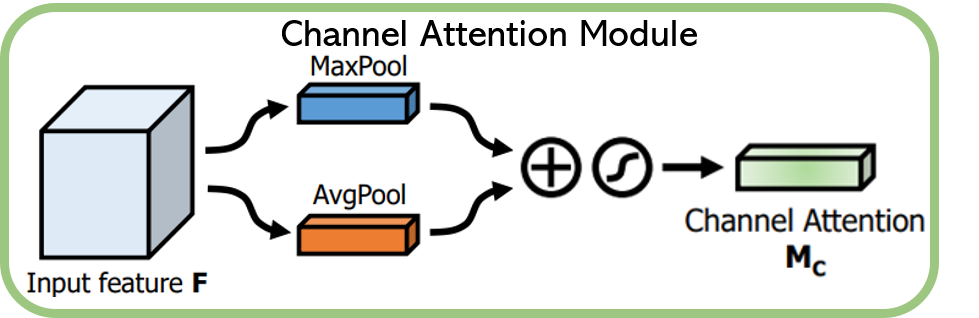 Channel Attention Module
MaxPool
AvgPool
Input feature F
Channel Attention
Mc